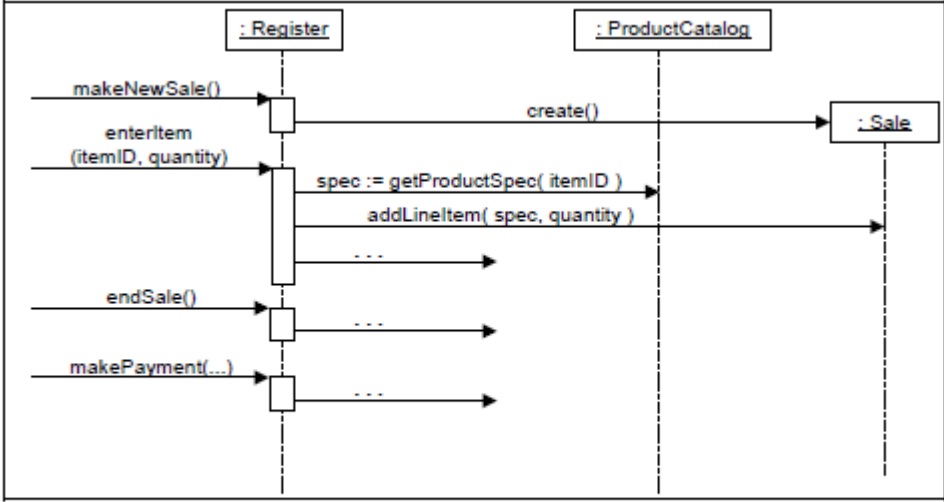 : Register
: ProductCatalog
makeNewSale()
create()
: Sale
enterItem
(itemID, quantity)
spec := getProductSpec( itemID )
addLineItem( spec, quantity )
. . .
endSale()
. . .
makePayment(...)
. . .